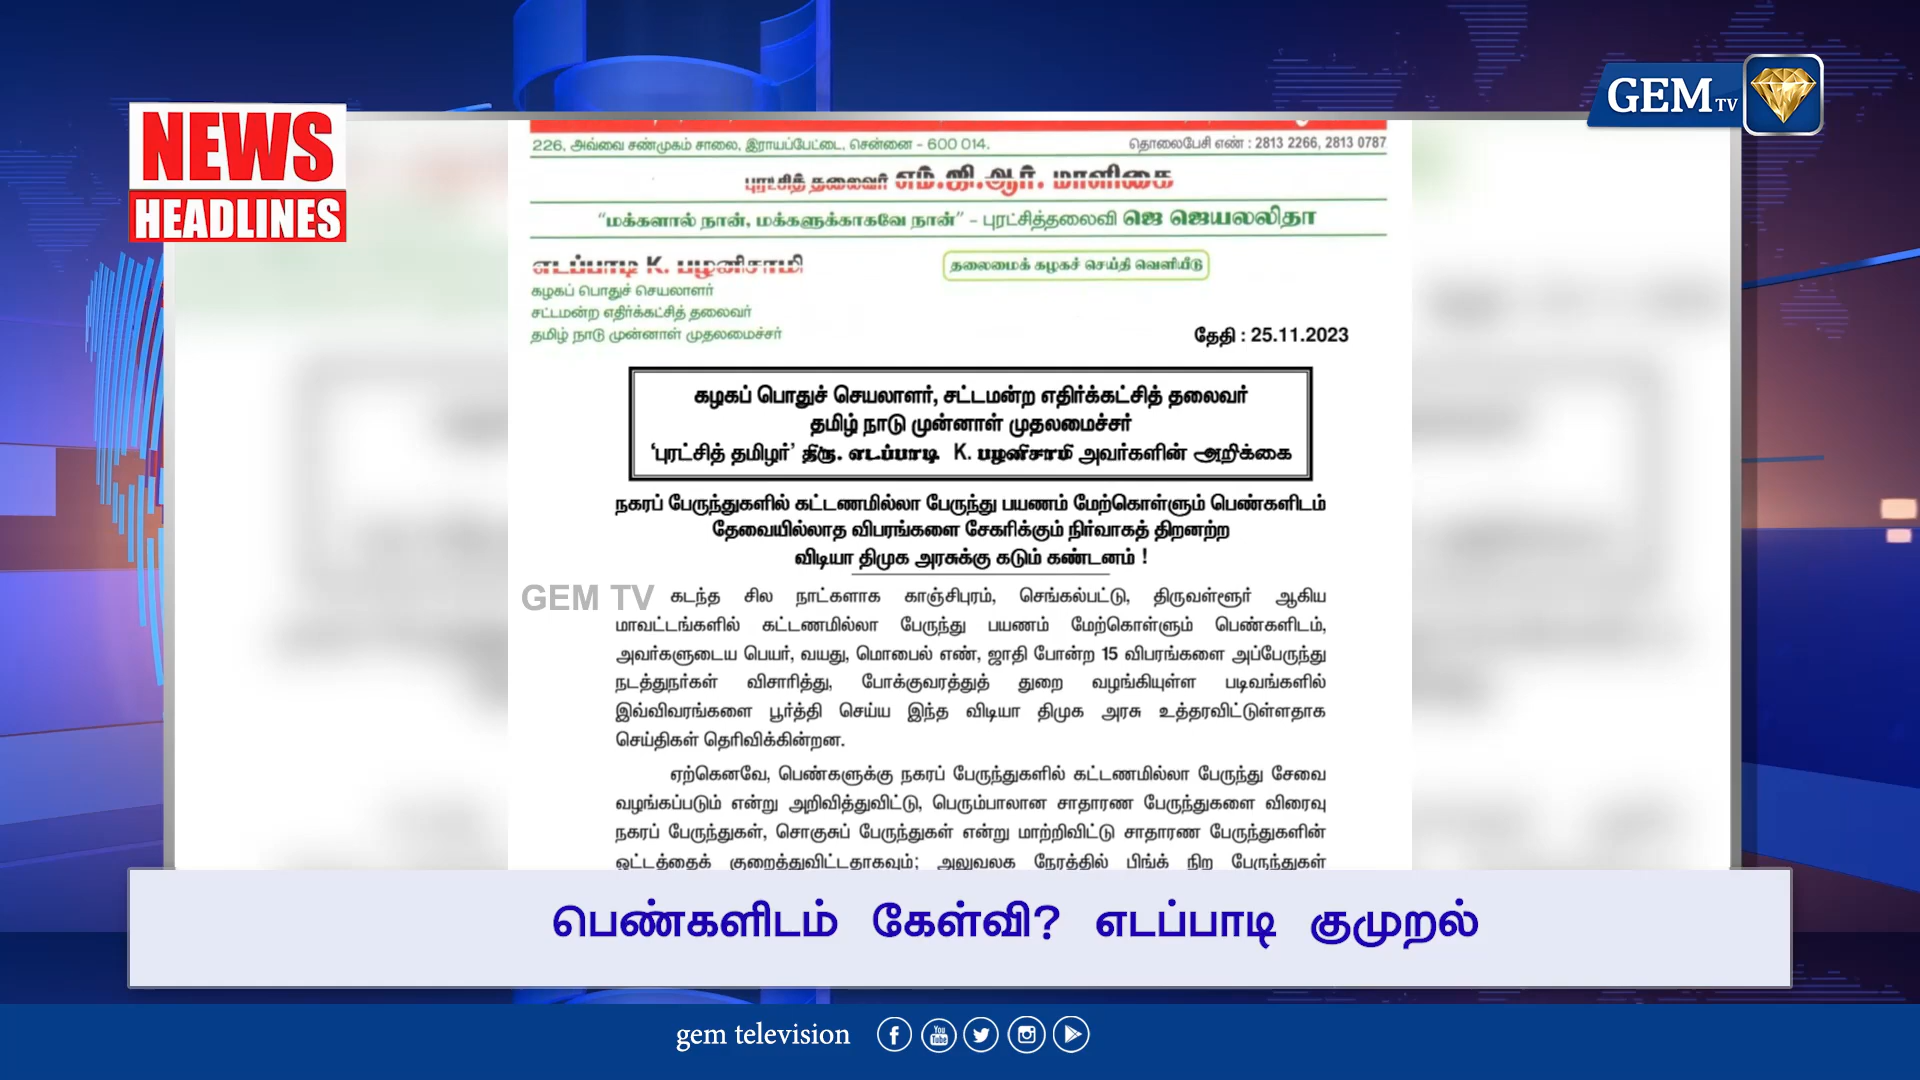 GEM TV
NEWS
HEADLINES
226, அவ்வை சண்முகம் சாலை, இராயப்பேட்டை, சென்னை - 600 014.
தொலைபேசி எண் : 2813 2266, 2813 0787
புரட்சித் தலைவர் எம்.ஜி.ஆர். மாளிகை
“மக்களால் நான், மக்களுக்காகவே நான்” – புரட்சித்தலைவி ஜெ ஜெயலலிதா
எடப்பாடி K. பழனிசாமி
தலைமைக் கழகச் செய்தி வெளியீடு
கழகப் பொதுச் செயலாளர்
சட்டமன்ற எதிர்க்கட்சித் தலைவர்
தமிழ் நாடு முன்னாள் முதலமைச்சர்
தேதி : 25.11.2023
கழகப் பொதுச் செயலாளர், சட்டமன்ற எதிர்க்கட்சித் தலைவர்
தமிழ் நாடு முன்னாள் முதலமைச்சர்
‘புரட்சித் தமிழர்’ திரு. எடப்பாடி K. பழனிசாமி அவர்களின் அறிக்கை
நகரப் பேருந்துகளில் கட்டணமில்லா பேருந்து பயணம் மேற்கொள்ளும் பெண்களிடம்
தேவையில்லாத விபரங்களை சேகரிக்கும் நிர்வாகத் திறனற்ற
விடியா திமுக அரசுக்கு கடும் கண்டனம் !
GEM TV
கடந்த சில நாட்களாக காஞ்சிபுரம், செங்கல்பட்டு, திருவள்ளூர் ஆகிய
மாவட்டங்களில் கட்டணமில்லா பேருந்து பயணம் மேற்கொள்ளும் பெண்களிடம்,
அவர்களுடைய பெயர், வயது, மொபைல் எண், ஜாதி போன்ற 15 விபரங்களை அப்பேருந்து
நடத்துநர்கள் விசாரித்து, போக்குவரத்துத் துறை வழங்கியுள்ள படிவங்களில்
இவ்விவரங்களை பூர்த்தி செய்ய இந்த விடியா திமுக அரசு உத்தரவிட்டுள்ளதாக
செய்திகள் தெரிவிக்கின்றன.
ஏற்கெனவே, பெண்களுக்கு நகரப் பேருந்துகளில் கட்டணமில்லா பேருந்து சேவை
வழங்கப்படும் என்று அறிவித்துவிட்டு, பெரும்பாலான சாதாரண பேருந்துகளை விரைவு
நகரப் பேருந்துகள், சொகுசுப் பேருந்துகள் என்று மாற்றிவிட்டு சாதாரண பேருந்துகளின்
ஓட்டத்தைக் குறைத்துவிட்டதாகவும்; அலுவலக நேரத்தில் பிங்க் நிற பேருந்துகள்
பெண்களிடம் கேள்வி? எடப்பாடி குமுறல்
gem television